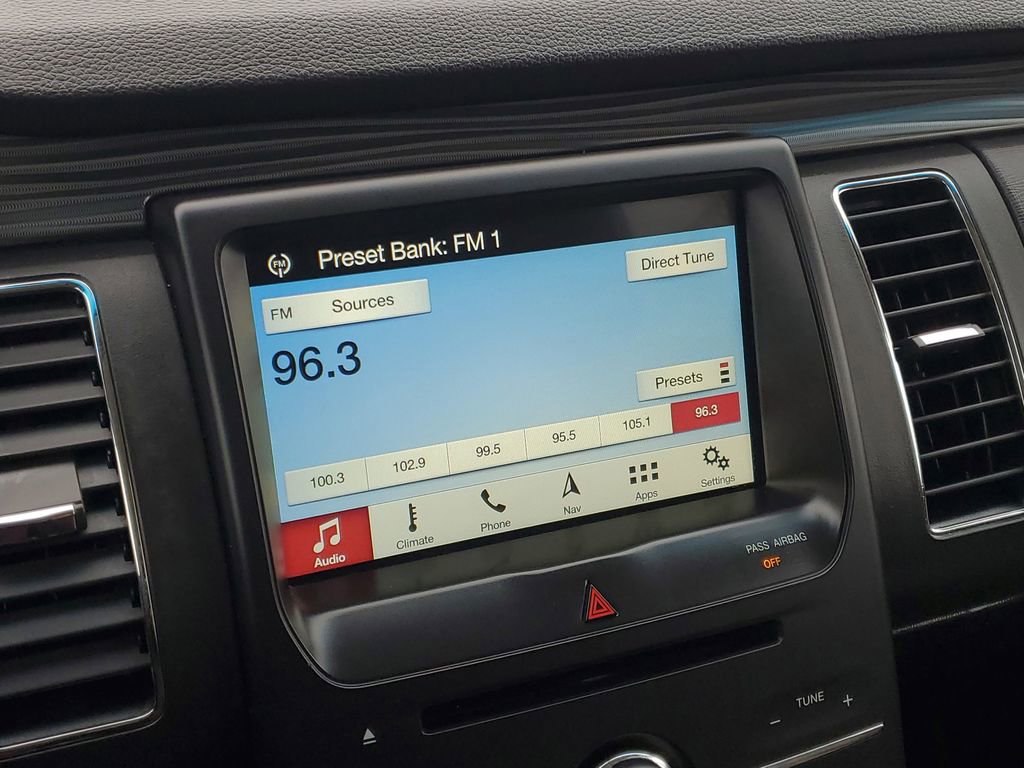 FM
Preset Bank: FM 1
Direct Tune
FM Sources
96.3
Presets
100.3 102.9 99.5 95.5 105.1 96.3
Audio Climate Phone Nav Apps Settings
PASS AIRBAG
OFF
- TUNE +